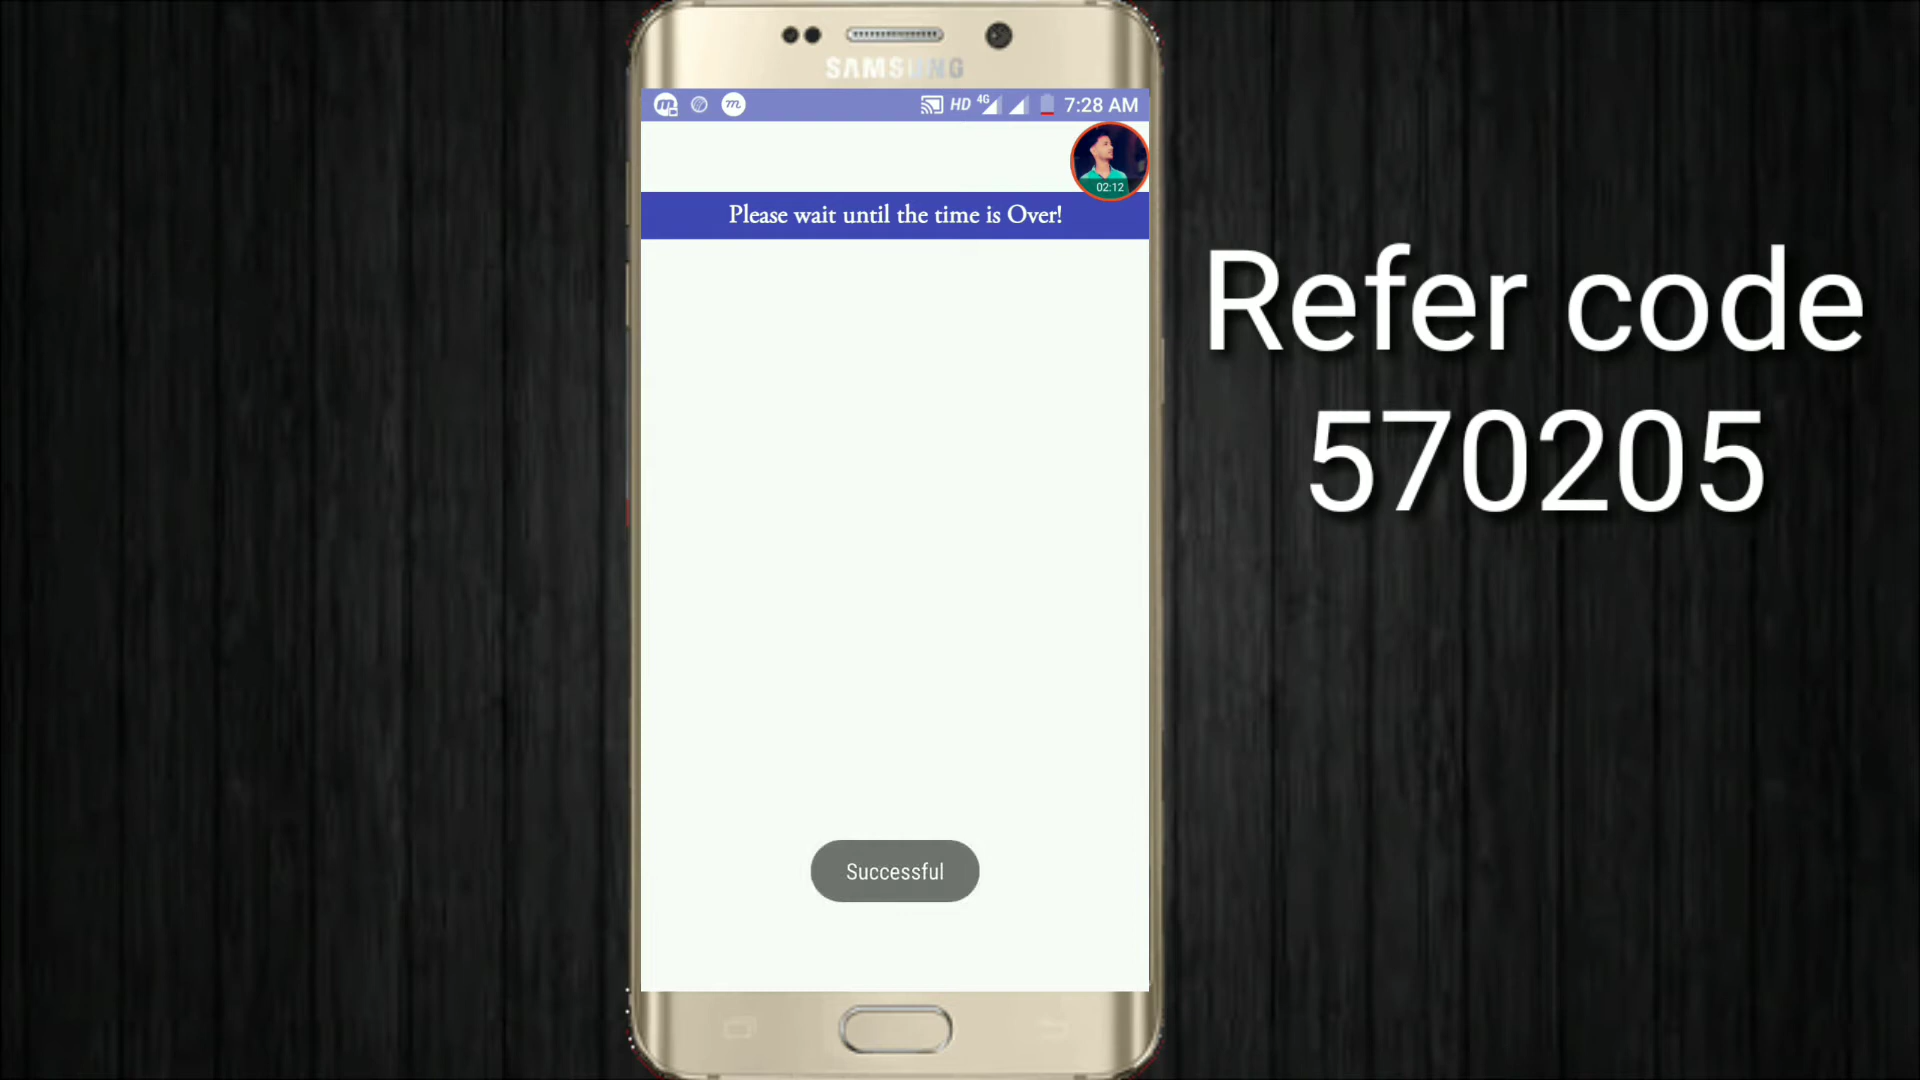 SAMSUNG
HD 4G 7:28 AM
02:12
Please wait until the time is Over!
Refer code
570205
Successful